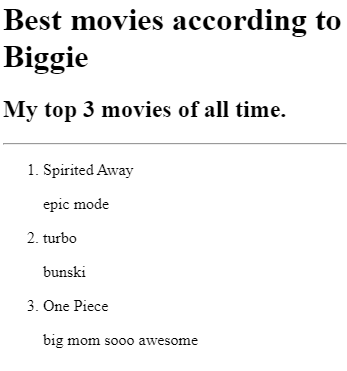 Best movies according to
Biggie
My top 3 movies of all time.
1. Spirited Away
epic mode
2. turbo
bunski
3. One Piece
big mom sooo awesome